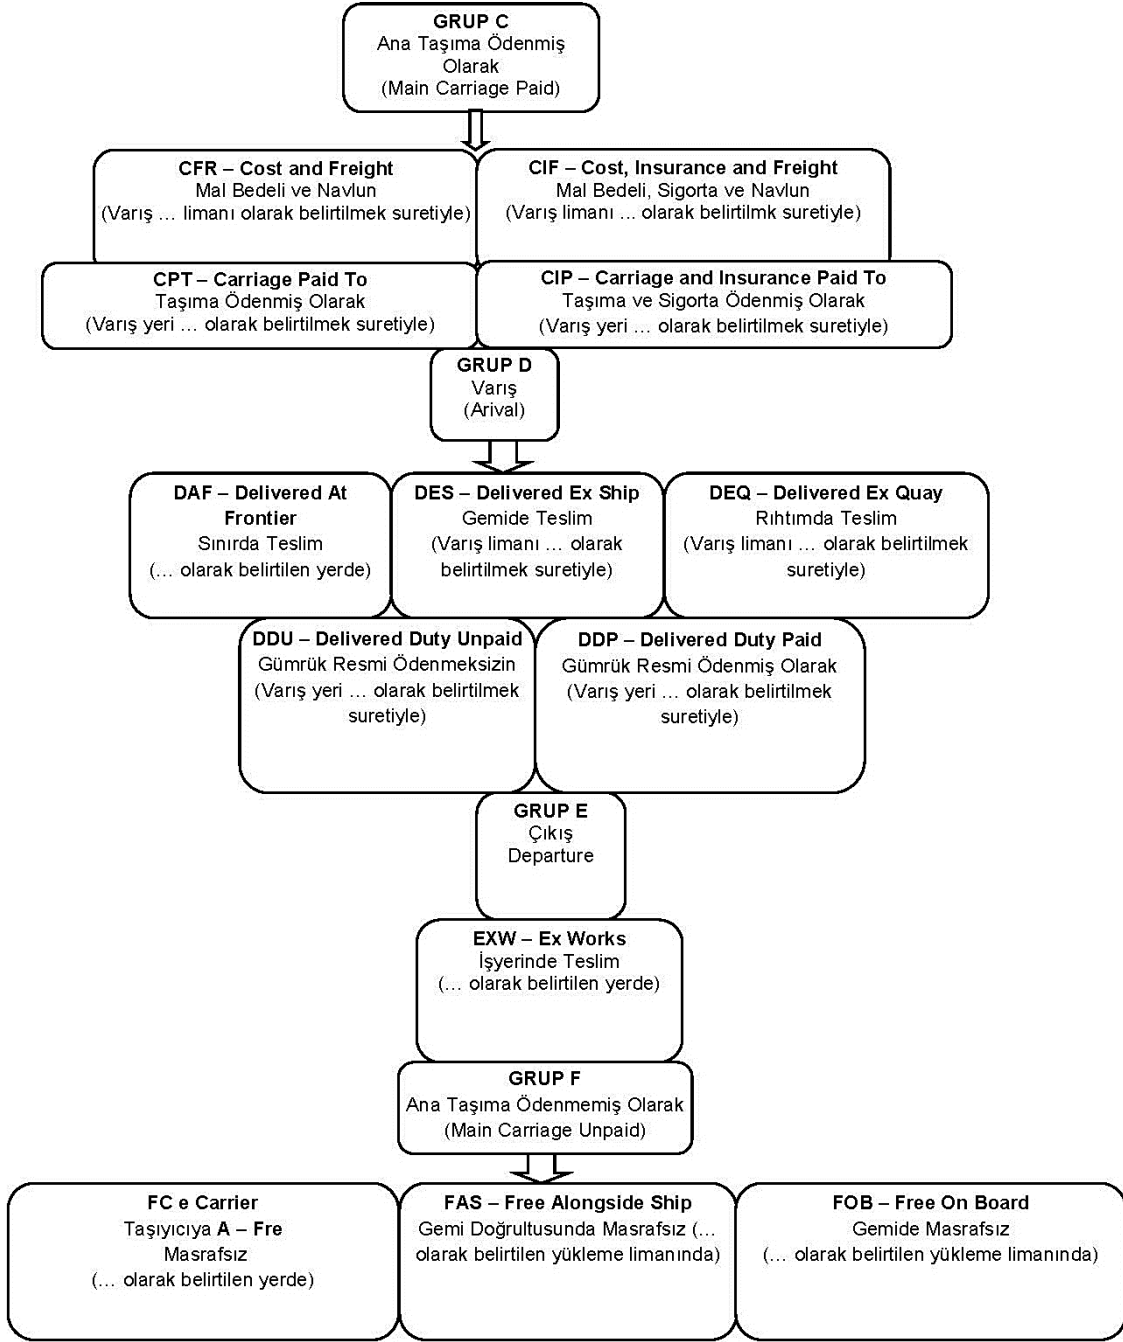 GRUP C
Ana Taşıma Ödenmiş
Olarak
(Main Carriage Paid)
CFR – Cost and Freight
Mal Bedeli ve Navlun
(Varış … limanı olarak belirtilmek suretiyle)
CIF – Cost, Insurance and Freight
Mal Bedeli, Sigorta ve Navlun
(Varış limanı … olarak belirtilmk suretiyle)
CPT – Carriage Paid To
Taşıma Ödenmiş Olarak
(Varış yeri … olarak belirtilmek suretiyle)
CIP – Carriage and Insurance Paid To
Taşıma ve Sigorta Ödenmiş Olarak
(Varış yeri … olarak belirtilmek suretiyle)
GRUP D
Varış
(Arival)
DAF – Delivered At
Frontier
Sınırda Teslim
(… olarak belirtilen yerde)
DES – Delivered Ex Ship
Gemide Teslim
(Varış limanı … olarak
belirtilmek suretiyle)
DEQ – Delivered Ex Quay
Rıhtımda Teslim
(Varış limanı … olarak belirtilmek
suretiyle)
DDU – Delivered Duty Unpaid
Gümrük Resmi Ödenmeksizin
(Varış yeri … olarak belirtilmek
suretiyle)
DDP – Delivered Duty Paid
Gümrük Resmi Ödenmiş Olarak
(Varış yeri … olarak belirtilmek
suretiyle)
GRUP E
Çıkış
Departure
EXW – Ex Works
İşyerinde Teslim
(… olarak belirtilen yerde)
GRUP F
Ana Taşıma Ödenmemiş Olarak
(Main Carriage Unpaid)
FC e Carrier
Taşıyıcıya A – Fre
Masrafsız
(… olarak belirtilen yerde)
FAS – Free Alongside Ship
Gemi Doğrultusunda Masrafsız (…
olarak belirtilen yükleme limanında)
FOB – Free On Board
Gemide Masrafsız
(… olarak belirtilen yükleme limanında)